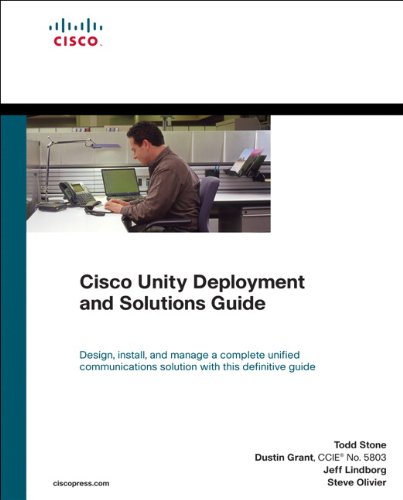 CISCO.
Cisco Unity Deployment
and Solutions Guide
Design, install, and manage a complete unified
communications solution with this definitive guide
Todd Stone
Dustin Grant, CCIE® No. 5803
Jeff Lindborg
Steve Olivier
ciscopress.com